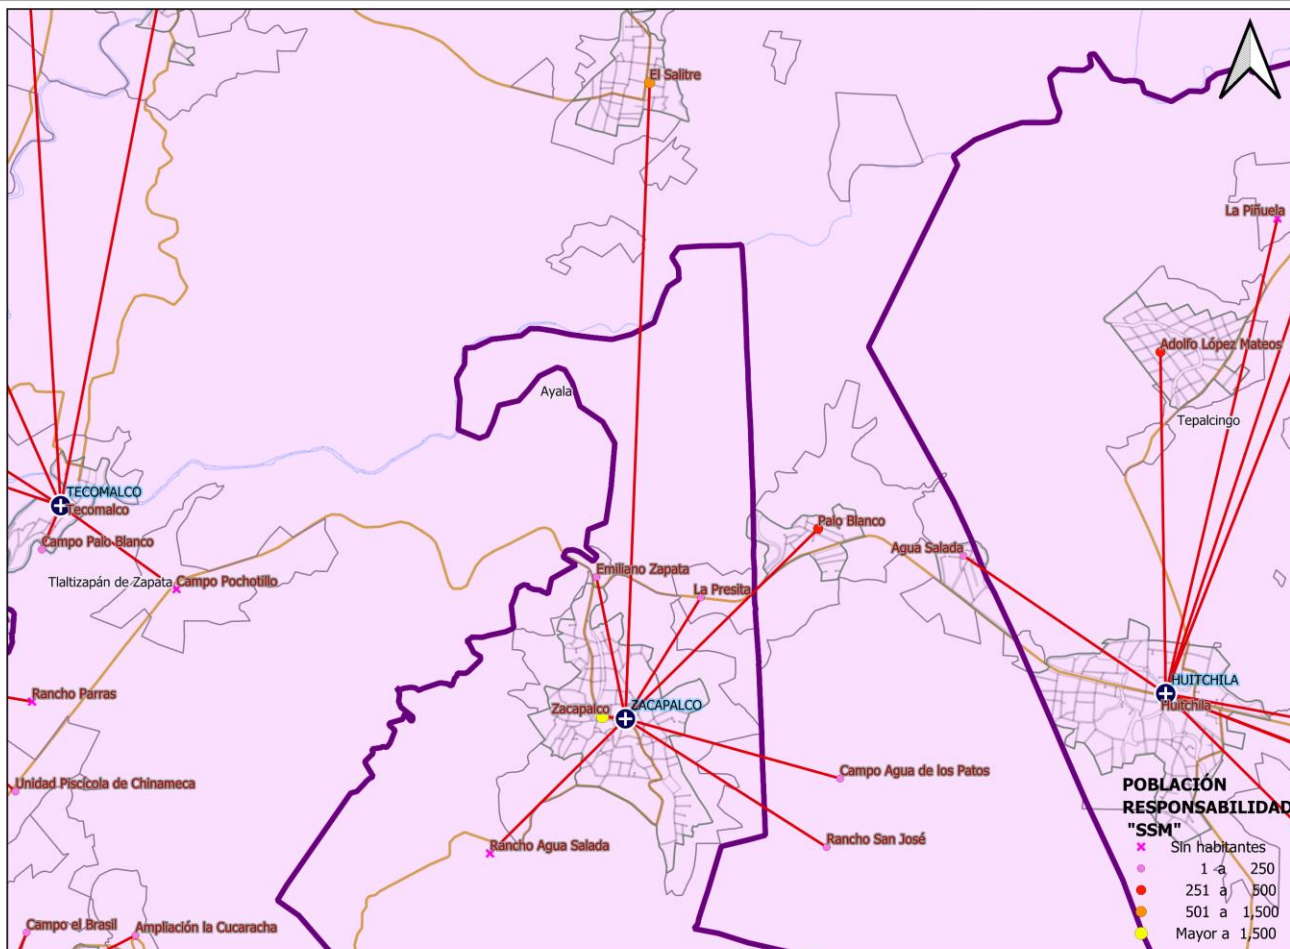 El Salitre
La Piñuela
Adolfo López Mateos
Ayala
Tepalcingo
TECOMALCO
Tecomalco
Palo Blanco
Campo Palo Blanco
Agua Salada
Emiliano Zapata
Tlaltizapán de Zapata
Campo Pochotillo
La Presita
HUITCHILA
Rancho Parras
Zacapalco
ZACAPALCO
Huitchila
Campo Agua de los Patos
Unidad Piscícola de Chinameca
POBLACIÓN
RESPONSABILIDAD
"SSM"
Rancho San José
Rancho Agua Salada
Sin habitantes
1 a 250
251 a 500
501 a 1,500
Mayor a 1,500
Campo el Brasil
Ampliación la Cucaracha